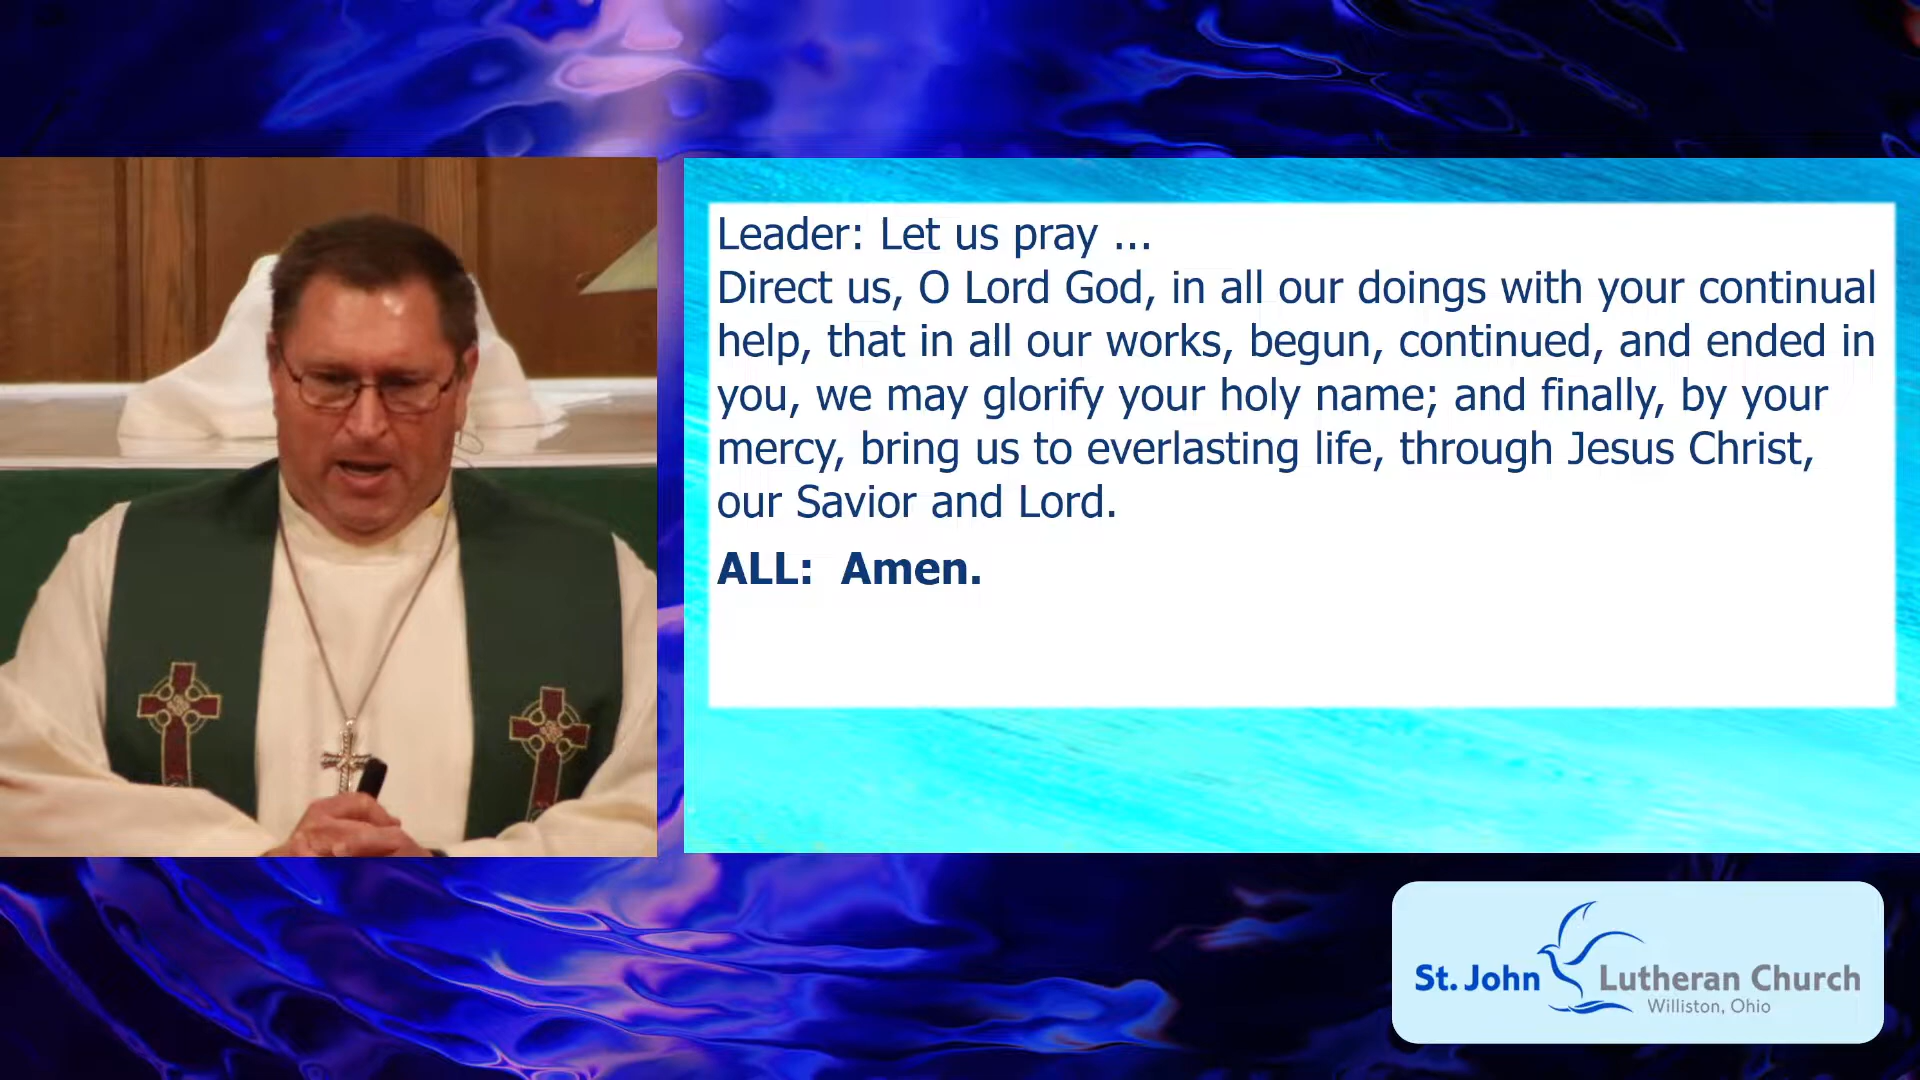 Leader: Let us pray ...
Direct us, O Lord God, in all our doings with your continual
help, that in all our works, begun, continued, and ended in
you, we may glorify your holy name; and finally, by your
mercy, bring us to everlasting life, through Jesus Christ,
our Savior and Lord.
ALL:  Amen.
St. John Lutheran Church
Williston, Ohio